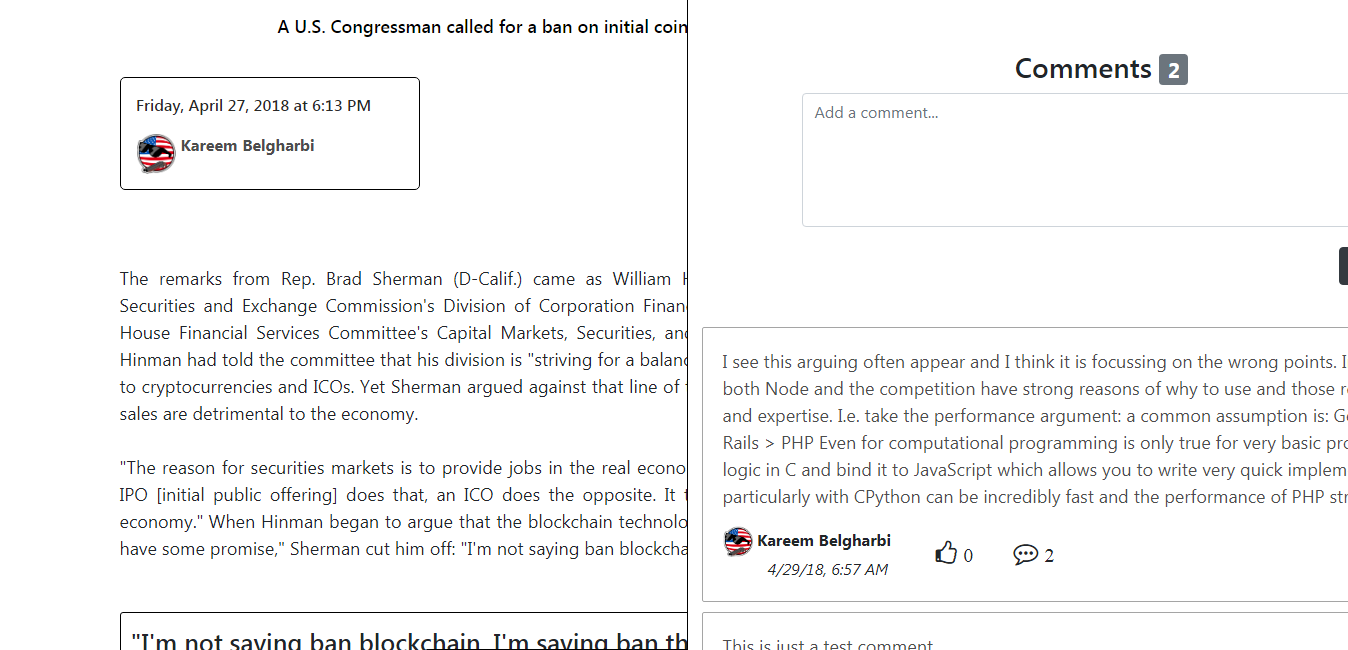 A U.S. Congressman called for a ban on initial coin
Friday, April 27, 2018 at 6:13 PM
Kareem Belgharbi
The remarks from Rep. Brad Sherman (D-Calif.) came as William
Securities and Exchange Commission's Division of Corporation Finan
House Financial Services Committee's Capital Markets, Securities, an
Hinman had told the committee that his division is "striving for a balanc
to cryptocurrencies and ICOs. Yet Sherman argued against that line of
sales are detrimental to the economy.
"The reason for securities markets is to provide jobs in the real econo
IPO [initial public offering] does that, an ICO does the opposite. It
economy." When Hinman began to argue that the blockchain technolo
have some promise," Sherman cut him off: "I'm not saying ban blockcha
"I'm not saying ban blockchain, I'm saying ban th
Comments 2
Add a comment...
I see this arguing often appear and I think it is focussing on the wrong points. I
both Node and the competition have strong reasons of why to use and those r
and expertise. I.e. take the performance argument: a common assumption is: G
Rails > PHP Even for computational programming is only true for very basic pro
logic in C and bind it to JavaScript which allows you to write very quick implem
particularly with CPython can be incredibly fast and the performance of PHP str
Kareem Belgharbi
4/29/18, 6:57 AM
0
2
This is just a test comment